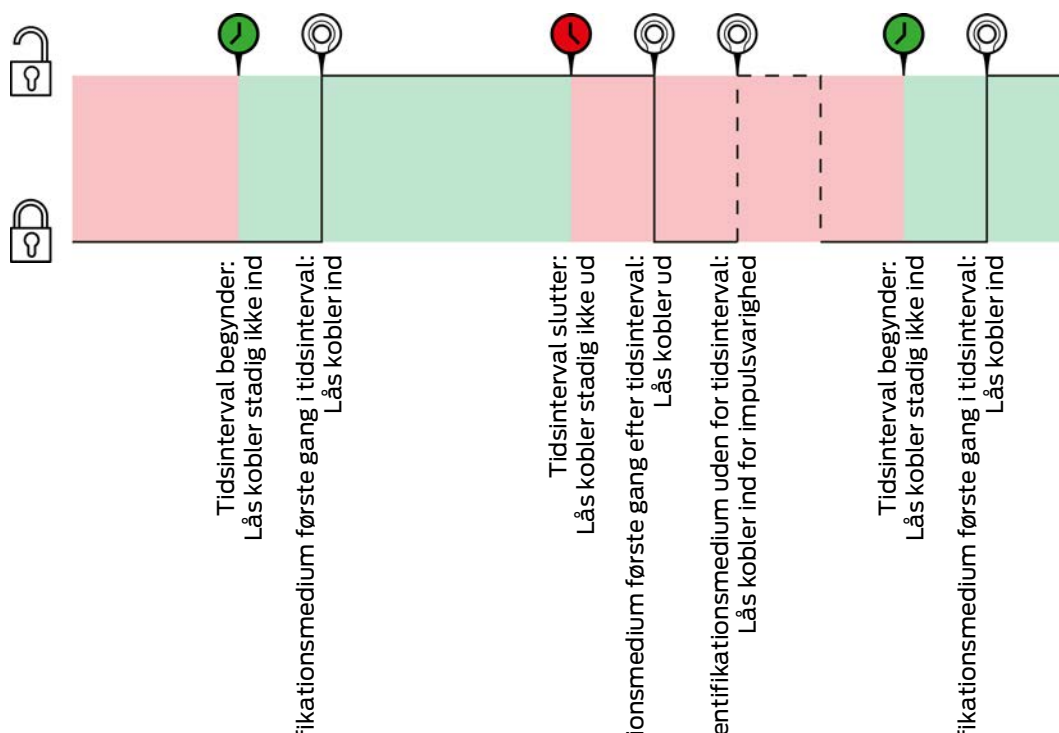 Tidsinterval begynder:
Lås kobler stadig ikke ind
fikationsmedium første gang i tidsinterval:
Lås kobler ind
Tidsinterval slutter:
Lås kobler stadig ikke ud
ionsmedium første gang efter tidsinterval:
Lås kobler ud
entifikationsmedium uden for tidsinterval:
Lås kobler ind for impulsvarighed
Tidsinterval begynder:
Lås kobler stadig ikke ind
fikationsmedium første gang i tidsinterval:
Lås kobler ind